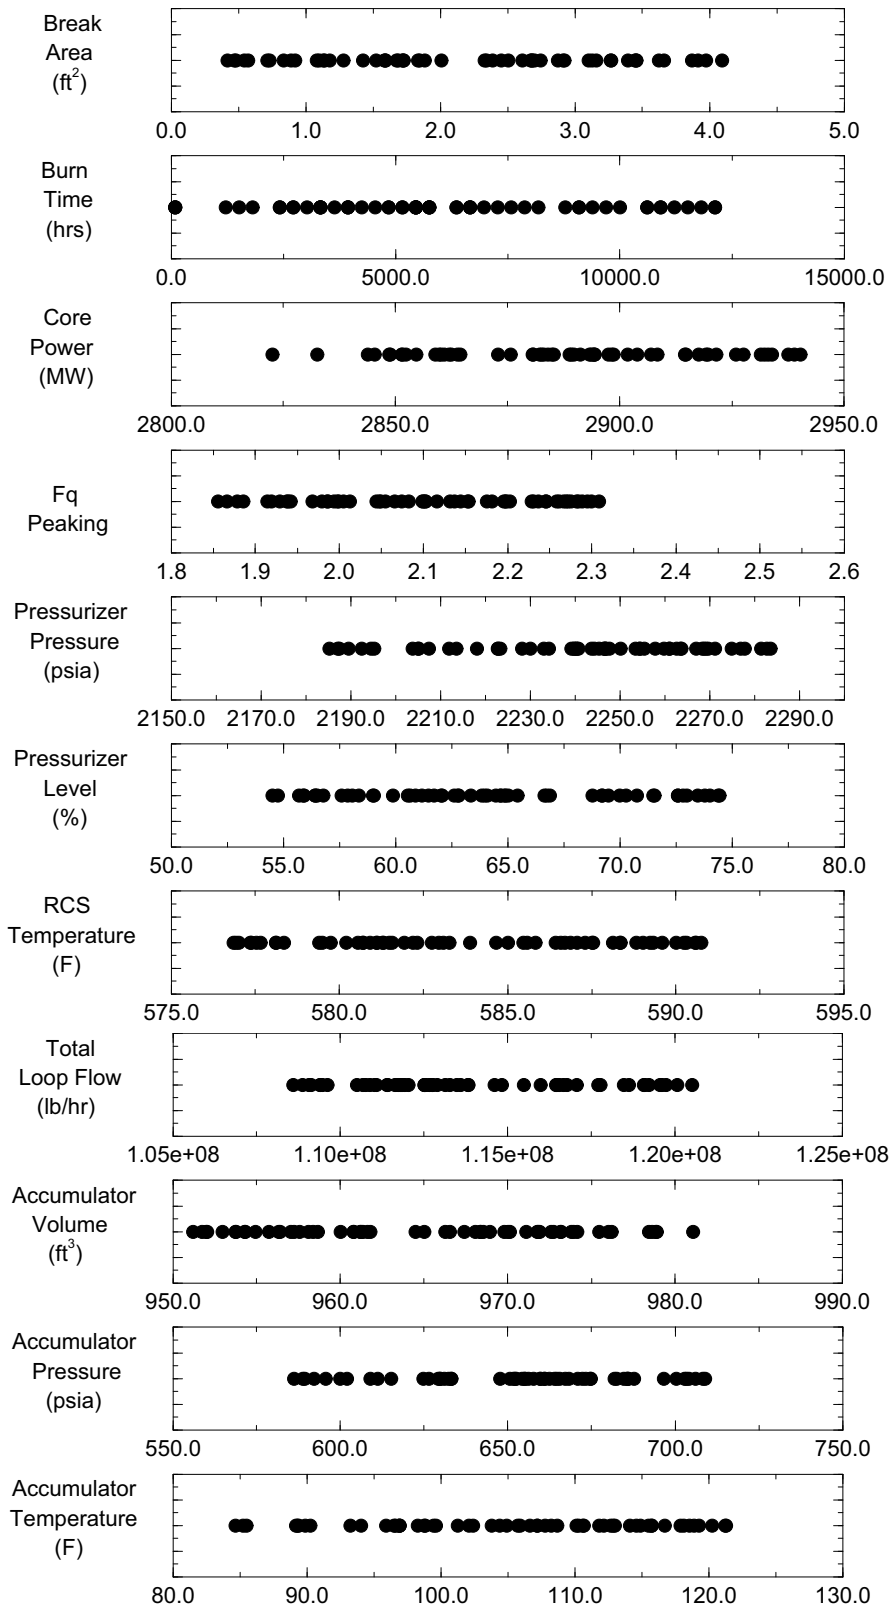 Break
Area
(ft²)
0.0 1.0 2.0 3.0 4.0 5.0
Burn
Time
(hrs)
0.0 5000.0 10000.0 15000.0
Core
Power
(MW)
2800.0 2850.0 2900.0 2950.0
Fq
Peaking
1.8 1.9 2.0 2.1 2.2 2.3 2.4 2.5 2.6
Pressurizer
Pressure
(psia)
2150.0 2170.0 2190.0 2210.0 2230.0 2250.0 2270.0 2290.0
Pressurizer
Level
(%)
50.0 55.0 60.0 65.0 70.0 75.0 80.0
RCS
Temperature
(F)
575.0 580.0 585.0 590.0 595.0
Total
Loop Flow
(lb/hr)
1.05e+08 1.10e+08 1.15e+08 1.20e+08 1.25e+08
Accumulator
Volume
(ft³)
950.0 960.0 970.0 980.0 990.0
Accumulator
Pressure
(psia)
550.0 600.0 650.0 700.0 750.0
Accumulator
Temperature
(F)
80.0 90.0 100.0 110.0 120.0 130.0